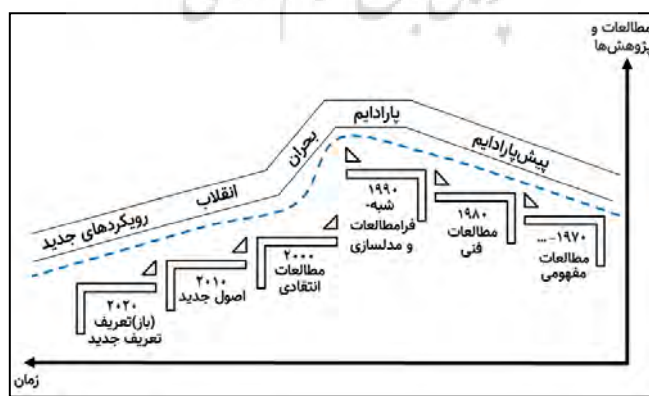 مطالعات و
پژوهش‌ها
پیش‌پارادایم
پارادایم
بحران
انقلاب
رویکردهای جدید
۱۹۷۰-...
مطالعات
مفهومی
۱۹۸۰
مطالعات
فنی
۱۹۹۰
شبه-
فرامطالعات
و مدلسازی
۲۰۰۰
مطالعات
انتقادی
۲۰۱۰
اصول جدید
۲۰۲۰
(باز)تعریف
تعریف جدید
زمان